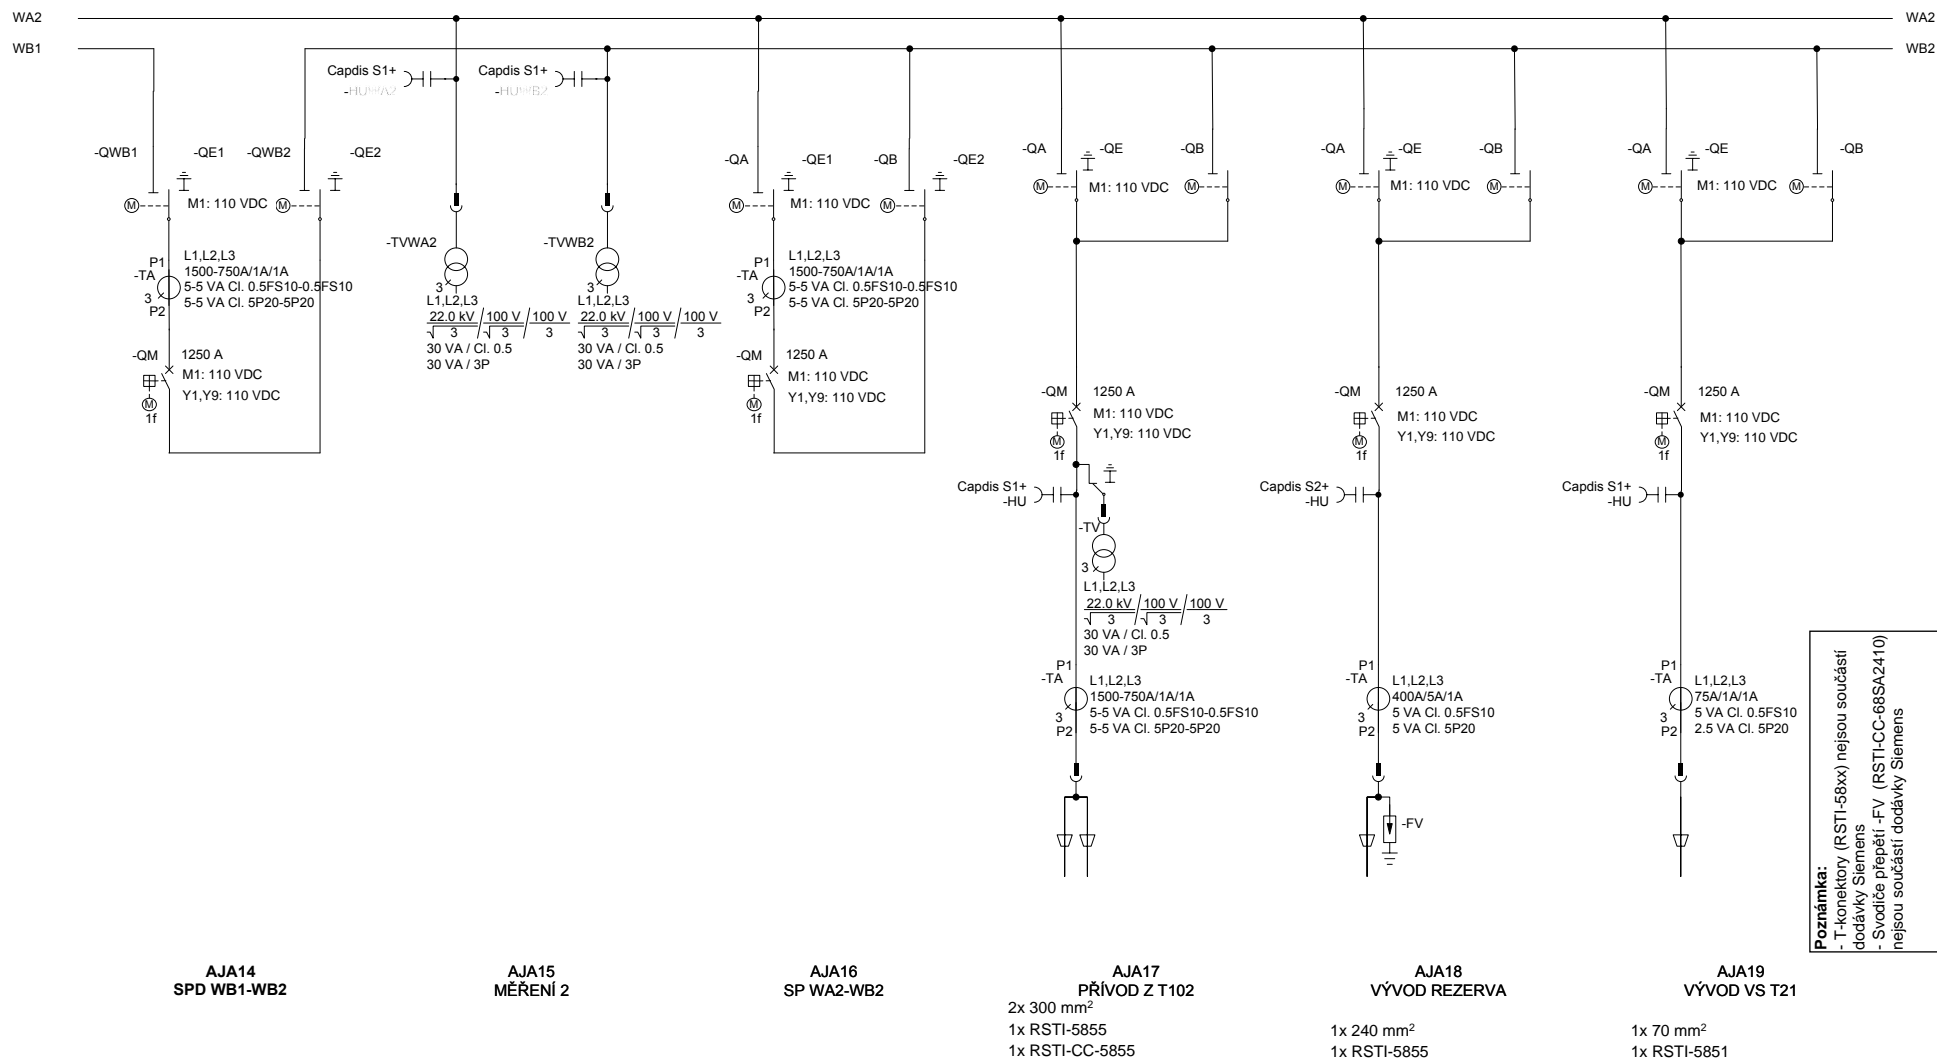 WA2
WA2
WB1
WB2
Capdis S1+
-HUWA2
Capdis S1+
-HUWB2
-QWB1
-QE1
-QWB2
-QE2
M
M1: 110 VDC
M
P1
-TA
3
P2
L1,L2,L3
1500-750A/1A/1A
5-5 VA Cl. 0.5FS10-0.5FS10
5-5 VA Cl. 5P20-5P20
-QM
1250 A
M1: 110 VDC
Y1,Y9: 110 VDC
M
1f
-TVWA2
3
L1,L2,L3
22.0 kV / 100 V / 100 V
√3 √3 3
30 VA / Cl. 0.5
30 VA / 3P
-TVWB2
3
L1,L2,L3
22.0 kV / 100 V / 100 V
√3 √3 3
30 VA / Cl. 0.5
30 VA / 3P
-QA
-QE1
-QB
-QE2
M
M1: 110 VDC
M
P1
-TA
3
P2
L1,L2,L3
1500-750A/1A/1A
5-5 VA Cl. 0.5FS10-0.5FS10
5-5 VA Cl. 5P20-5P20
-QM
1250 A
M1: 110 VDC
Y1,Y9: 110 VDC
M
1f
-QA
-QE
-QB
M
M1: 110 VDC
M
-QM
1250 A
M1: 110 VDC
Y1,Y9: 110 VDC
M
1f
Capdis S1+
-HU
-TV
3
L1,L2,L3
22.0 kV / 100 V / 100 V
√3 √3 3
30 VA / Cl. 0.5
30 VA / 3P
P1
-TA
3
P2
L1,L2,L3
1500-750A/1A/1A
5-5 VA Cl. 0.5FS10-0.5FS10
5-5 VA Cl. 5P20-5P20
-QA
-QE
-QB
M
M1: 110 VDC
M
-QM
1250 A
M1: 110 VDC
Y1,Y9: 110 VDC
M
1f
Capdis S2+
-HU
P1
-TA
3
P2
L1,L2,L3
400A/5A/1A
5 VA Cl. 0.5FS10
5 VA Cl. 5P20
-FV
-QA
-QE
-QB
M
M1: 110 VDC
M
-QM
1250 A
M1: 110 VDC
Y1,Y9: 110 VDC
M
1f
Capdis S1+
-HU
P1
-TA
3
P2
L1,L2,L3
75A/1A/1A
5 VA Cl. 0.5FS10
2.5 VA Cl. 5P20
Poznámka:
- T-konektory (RSTI-58xx) nejsou součástí
dodávky Siemens
- Svodiče přepětí -FV (RSTI-CC-68SA2410)
nejsou součástí dodávky Siemens
AJA14
SPD WB1-WB2
AJA15
MĚŘENÍ 2
AJA16
SP WA2-WB2
AJA17
PŘÍVOD Z T102
2x 300 mm²
1x RSTI-5855
1x RSTI-CC-5855
AJA18
VÝVOD REZERVA
1x 240 mm²
1x RSTI-5855
AJA19
VÝVOD VS T21
1x 70 mm²
1x RSTI-5851